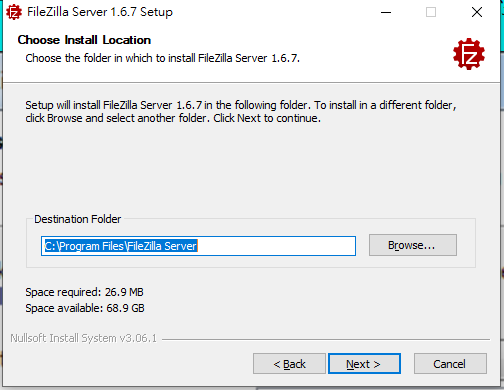 FileZilla Server 1.6.7 Setup
Choose Install Location
Choose the folder in which to install FileZilla Server 1.6.7.
Setup will install FileZilla Server 1.6.7 in the following folder. To install in a different folder,
click Browse and select another folder. Click Next to continue.
Destination Folder
C:\Program Files\FileZilla Server
Browse...
Space required: 26.9 MB
Space available: 68.9 GB
Nullsoft Install System v3.06.1
< Back
Next >
Cancel